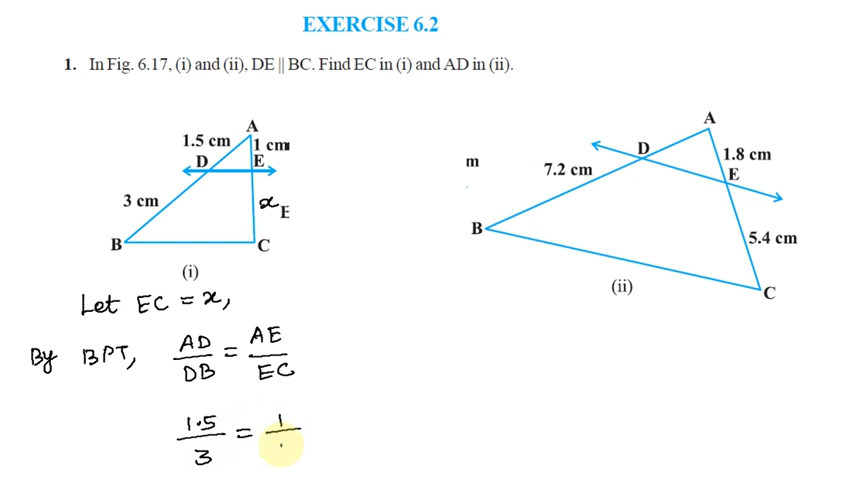 EXERCISE 6.2
1. In Fig. 6.17, (i) and (ii), DE || BC. Find EC in (i) and AD in (ii).
A
1.5 cm
1 cm
D
E
3 cm
x
E
B
C
(i)
A
D
1.8 cm
m
7.2 cm
E
B
5.4 cm
(ii)
C
Let EC = x,
By BPT, AD/DB = AE/EC
1.5/3 = 1/